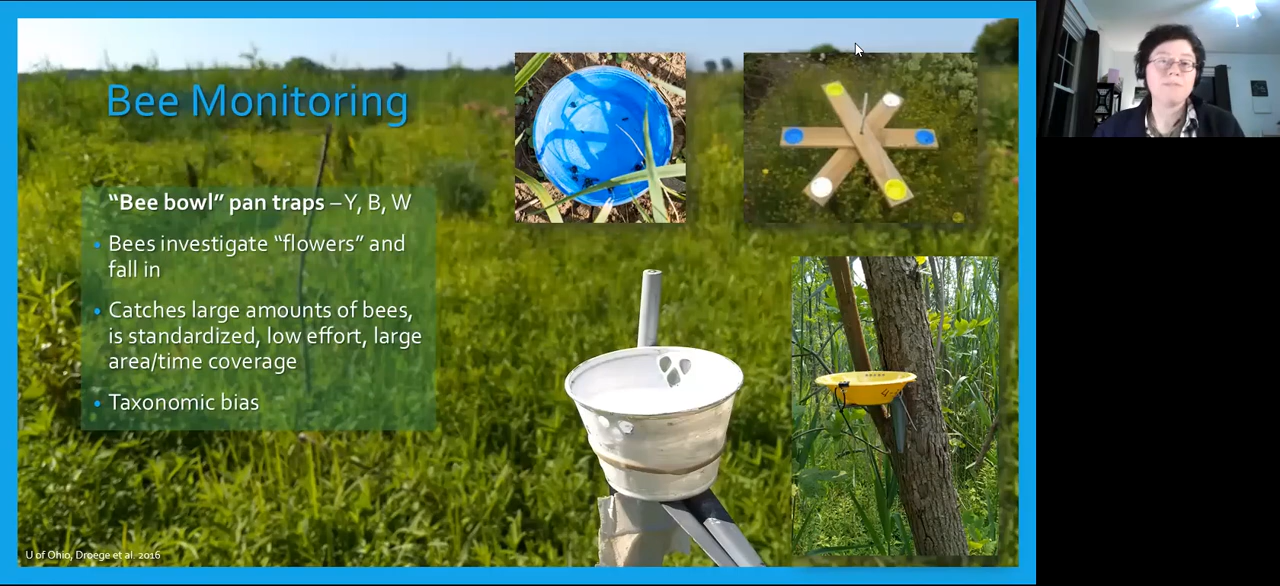 Bee Monitoring
“Bee bowl” pan traps – Y, B, W
• Bees investigate “flowers” and
fall in
• Catches large amounts of bees,
is standardized, low effort, large
area/time coverage
• Taxonomic bias
U of Ohio, Droege et al. 2016